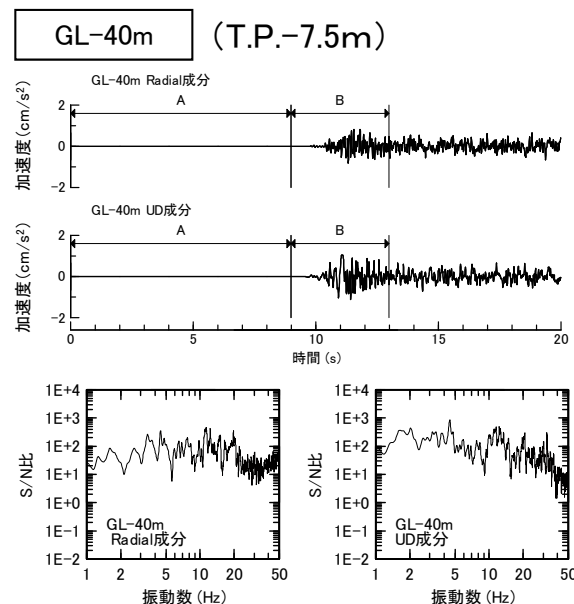 GL-40m (T.P.-7.5m)
GL-40m Radial成分
加速度(cm/s²)
2
0
-2
A B
GL-40m UD成分
加速度(cm/s²)
2
0
-2
A B
0 5 10 15 20
時間(s)
S/N比
1E+4
1E+3
1E+2
1E+1
1E+0
1E-1
1E-2
GL-40m
Radial成分
1 2 5 10 20 50
振動数(Hz)
S/N比
1E+4
1E+3
1E+2
1E+1
1E+0
1E-1
1E-2
GL-40m
UD成分
1 2 5 10 20 50
振動数(Hz)